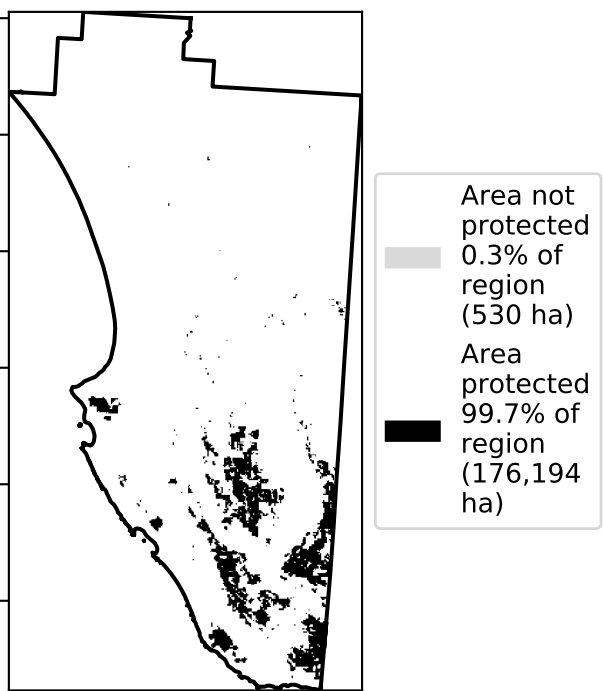 Area not
protected
0.3% of
region
(530 ha)
Area
protected
99.7% of
region
(176,194
ha)